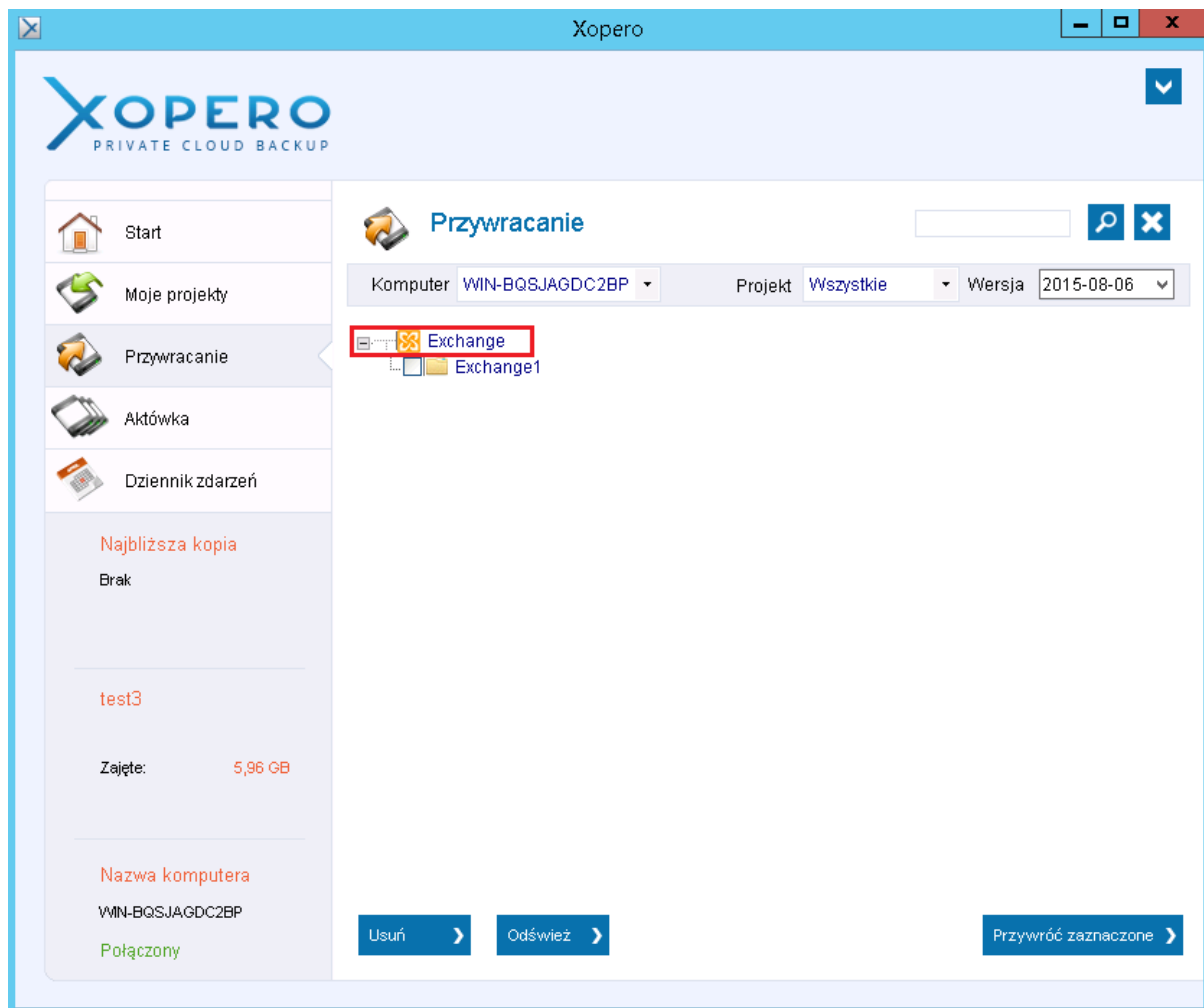 Xopero
XOPERO
PRIVATE CLOUD BACKUP
Start
Moje projekty
Przywracanie
Aktówka
Dziennik zdarzeń
Najbliższa kopia
Brak
test3
Zajęte: 5,96 GB
Nazwa komputera
WIN-BQSJAGDC2BP
Połączony
Przywracanie
Komputer WIN-BQSJAGDC2BP Projekt Wszystkie Wersja 2015-08-06
Exchange
Exchange1
Usuń Odśwież Przywróć zaznaczone